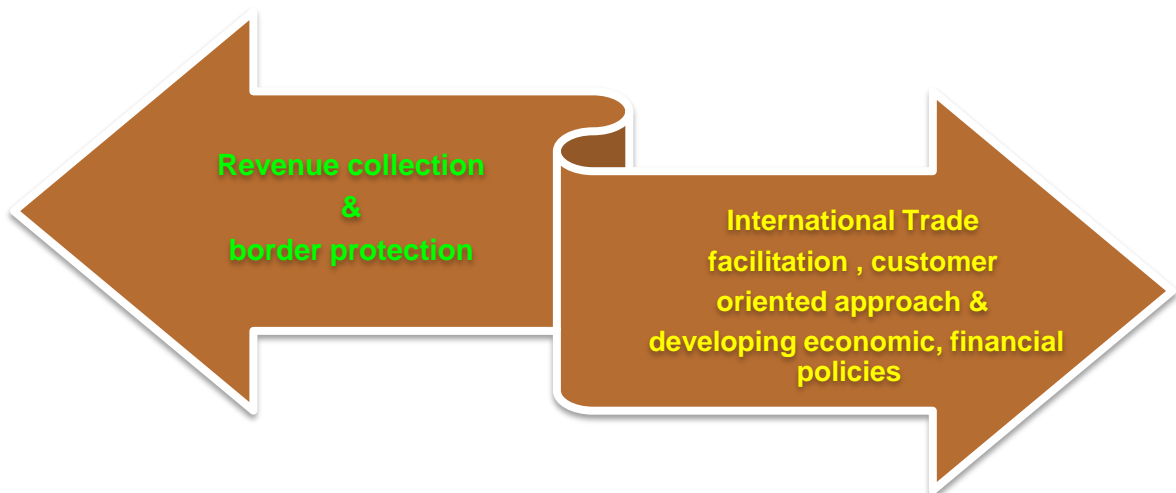 Revenue collection
&
border protection
International Trade
facilitation , customer
oriented approach &
developing economic, financial
policies